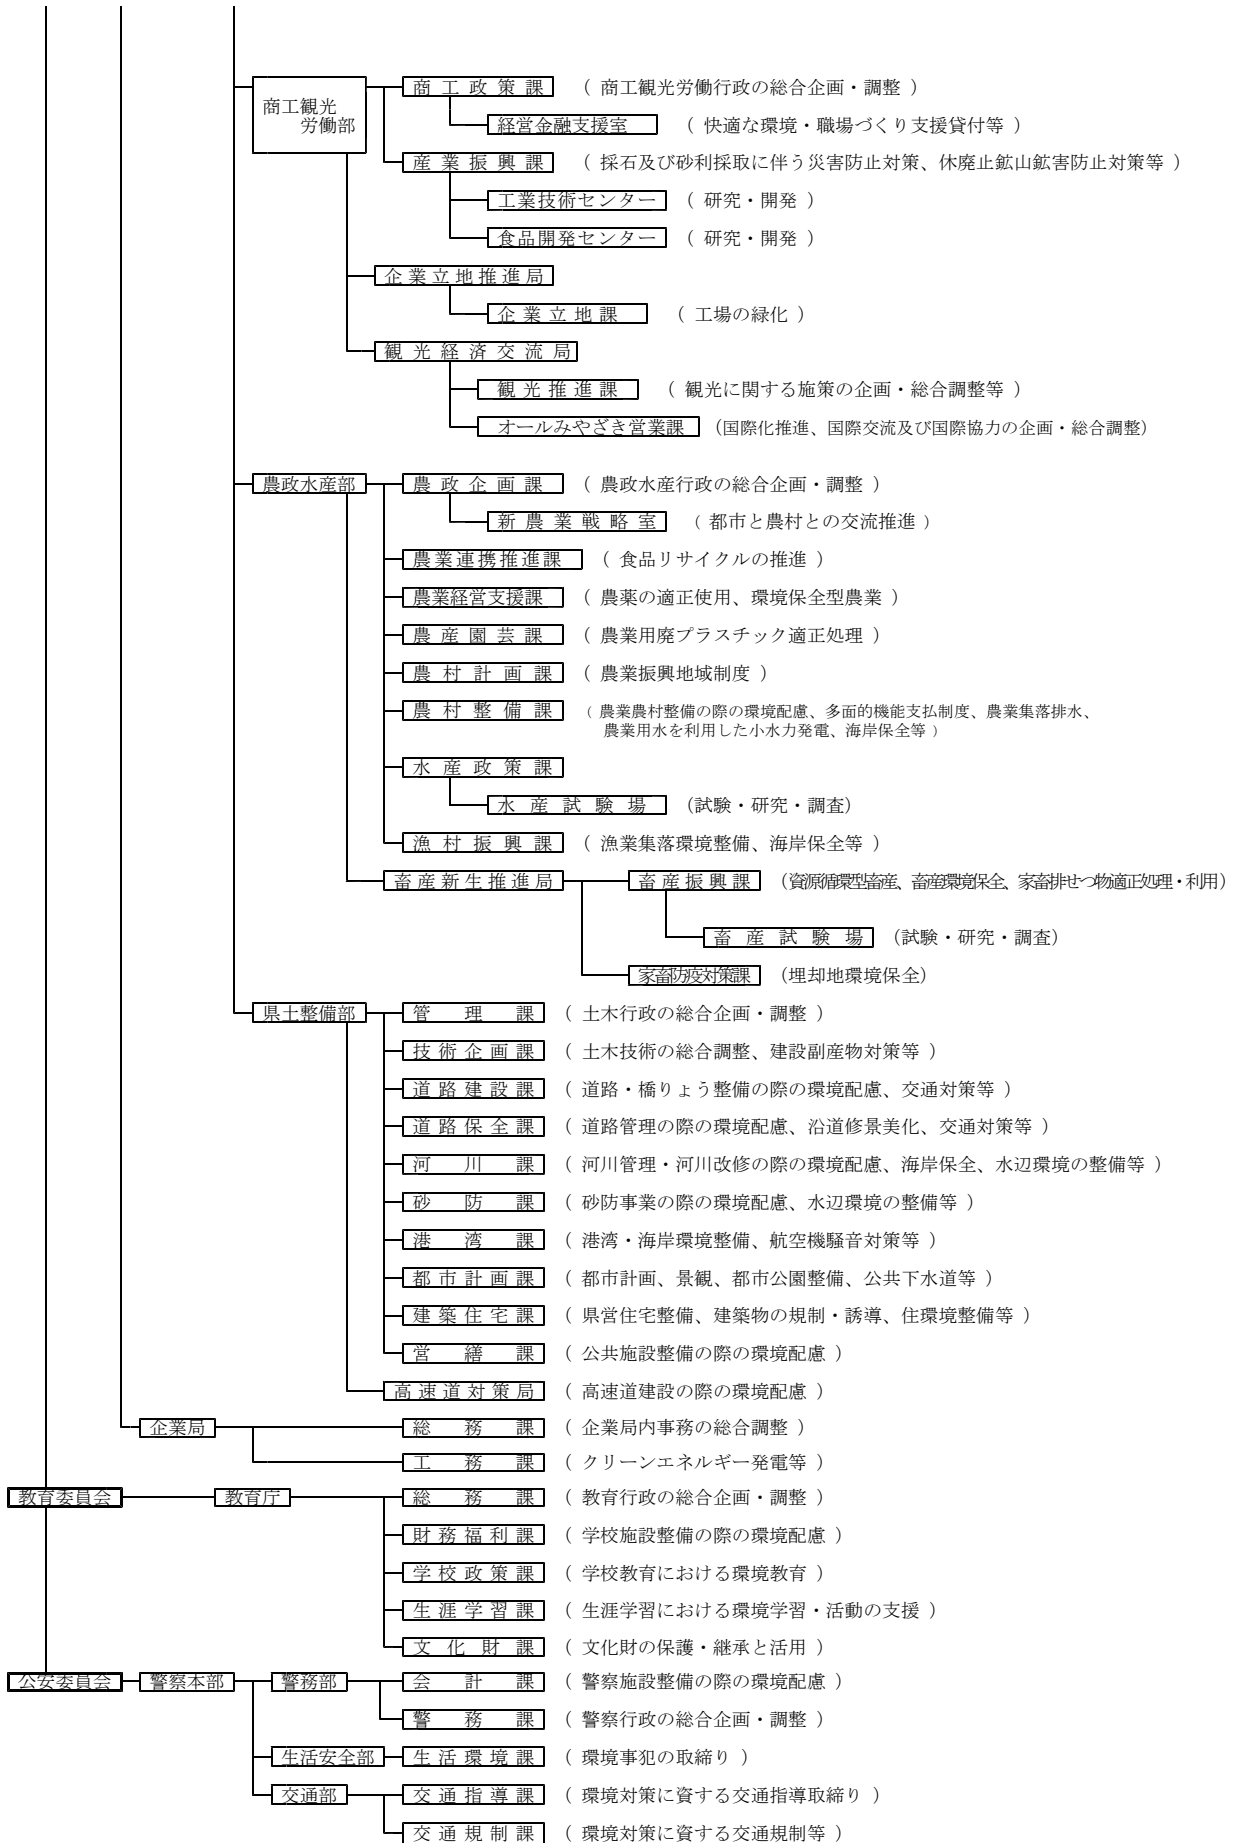 商工観光
労働部
商工政策課 （ 商工観光労働行政の総合企画・調整 ）
経営金融支援室 （ 快適な環境・職場づくり支援貸付等 ）
産業振興課 （ 採石及び砂利採取に伴う災害防止対策、休廃止鉱山鉱害防止対策等 ）
工業技術センター （ 研究・開発 ）
食品開発センター （ 研究・開発 ）
企業立地推進局
企業立地課 （ 工場の緑化 ）
観光経済交流局
観光推進課 （ 観光に関する施策の企画・総合調整等 ）
オールみやざき営業課 （国際化推進、国際交流及び国際協力の企画・総合調整）
農政水産部 農政企画課 （ 農政水産行政の総合企画・調整 ）
新農業戦略室 （ 都市と農村との交流推進 ）
農業連携推進課 （ 食品リサイクルの推進 ）
農業経営支援課 （ 農薬の適正使用、環境保全型農業 ）
農産園芸課 （ 農業用廃プラスチック適正処理 ）
農村計画課 （ 農業振興地域制度 ）
農村整備課 （ 農業農村整備の際の環境配慮、多面的機能支払制度、農業集落排水、
農業用水を利用した小水力発電、海岸保全等 ）
水産政策課
水産試験場 （試験・研究・調査）
漁村振興課 （ 漁業集落環境整備、海岸保全等 ）
畜産新生推進局 畜産振興課 （資源循環型畜産、畜産環境保全、家畜排せつ物適正処理・利用）
畜産試験場 （試験・研究・調査）
家畜防疫対策課 （埋却地環境保全）
県土整備部 管理課 （ 土木行政の総合企画・調整 ）
技術企画課 （ 土木技術の総合調整、建設副産物対策等 ）
道路建設課 （ 道路・橋りょう整備の際の環境配慮、交通対策等 ）
道路保全課 （ 道路管理の際の環境配慮、沿道修景美化、交通対策等 ）
河川課 （ 河川管理・河川改修の際の環境配慮、海岸保全、水辺環境の整備等 ）
砂防課 （ 砂防事業の際の環境配慮、水辺環境の整備等 ）
港湾課 （ 港湾・海岸環境整備、航空機騒音対策等 ）
都市計画課 （ 都市計画、景観、都市公園整備、公共下水道等 ）
建築住宅課 （ 県営住宅整備、建築物の規制・誘導、住環境整備等 ）
営繕課 （ 公共施設整備の際の環境配慮 ）
高速道対策局 （ 高速道建設の際の環境配慮 ）
企業局 総務課 （ 企業局内事務の総合調整 ）
工務課 （ クリーンエネルギー発電等 ）
教育委員会 教育庁 総務課 （ 教育行政の総合企画・調整 ）
財務福利課 （ 学校施設整備の際の環境配慮 ）
学校政策課 （ 学校教育における環境教育 ）
生涯学習課 （ 生涯学習における環境学習・活動の支援 ）
文化財課 （ 文化財の保護・継承と活用 ）
公安委員会 警察本部 警務部 会計課 （ 警察施設整備の際の環境配慮 ）
警務課 （ 警察行政の総合企画・調整 ）
生活安全部 生活環境課 （ 環境事犯の取締り ）
交通部 交通指導課 （ 環境対策に資する交通指導取締り ）
交通規制課 （ 環境対策に資する交通規制等 ）